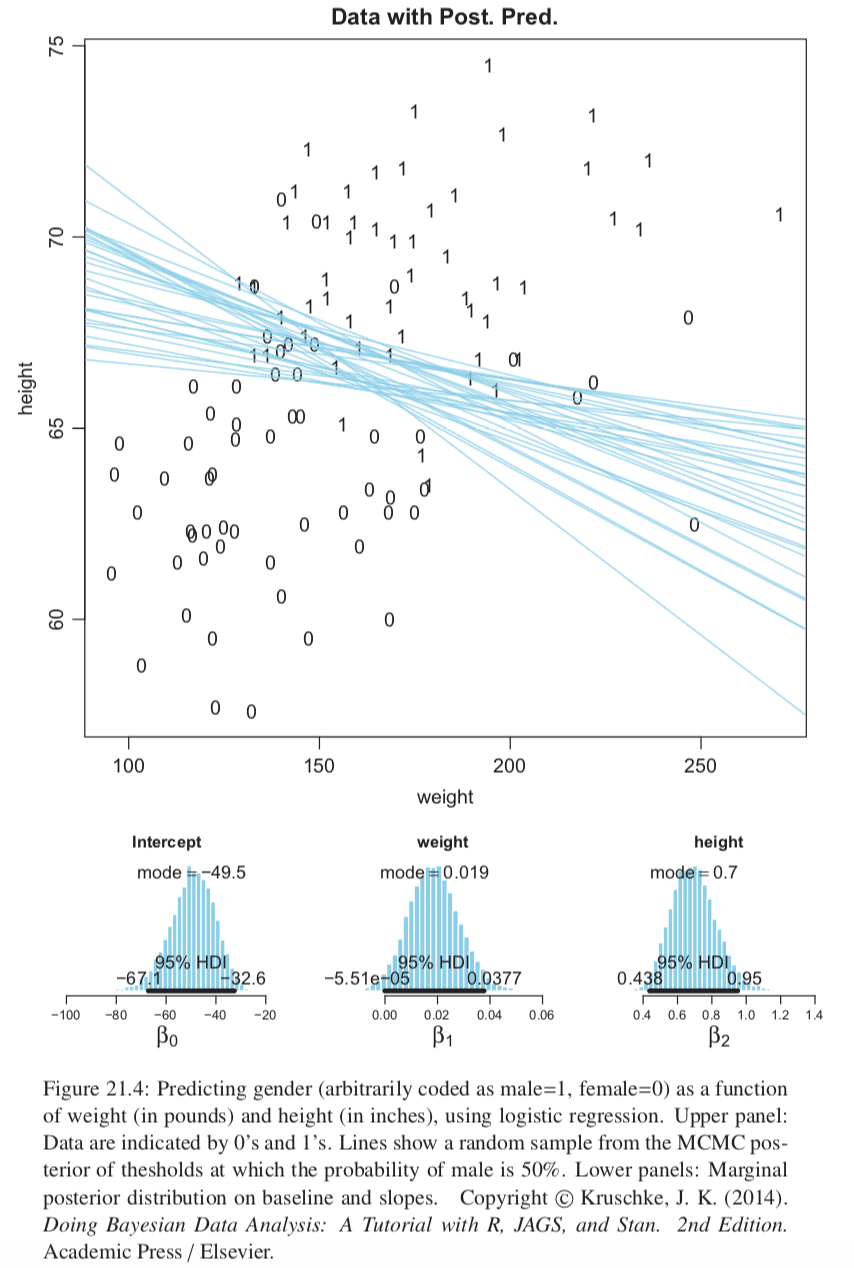 Data with Post. Pred.
75
70
65
60
height
100 150 200 250
weight
Intercept
mode = −49.5
95% HDI
−67.1 −32.6
−100 −80 −60 −40 −20
β0
weight
mode = 0.019
95% HDI
−5.51e−05 0.0377
0.00 0.02 0.04 0.06
β1
height
mode = 0.7
95% HDI
0.438 0.95
0.4 0.6 0.8 1.0 1.2 1.4
β2
Figure 21.4: Predicting gender (arbitrarily coded as male=1, female=0) as a function
of weight (in pounds) and height (in inches), using logistic regression. Upper panel:
Data are indicated by 0’s and 1’s. Lines show a random sample from the MCMC pos-
terior of thesholds at which the probability of male is 50%. Lower panels: Marginal
posterior distribution on baseline and slopes. Copyright © Kruschke, J. K. (2014).
Doing Bayesian Data Analysis: A Tutorial with R, JAGS, and Stan. 2nd Edition.
Academic Press / Elsevier.